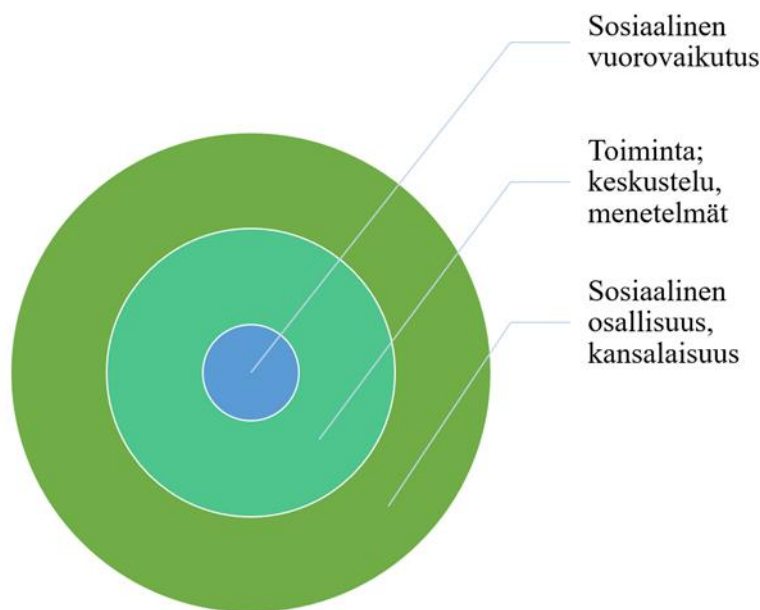 Sosiaalinen
vuorovaikutus
Toiminta;
keskustelu,
menetelmät
Sosiaalinen
osallisuus,
kansalaisuus